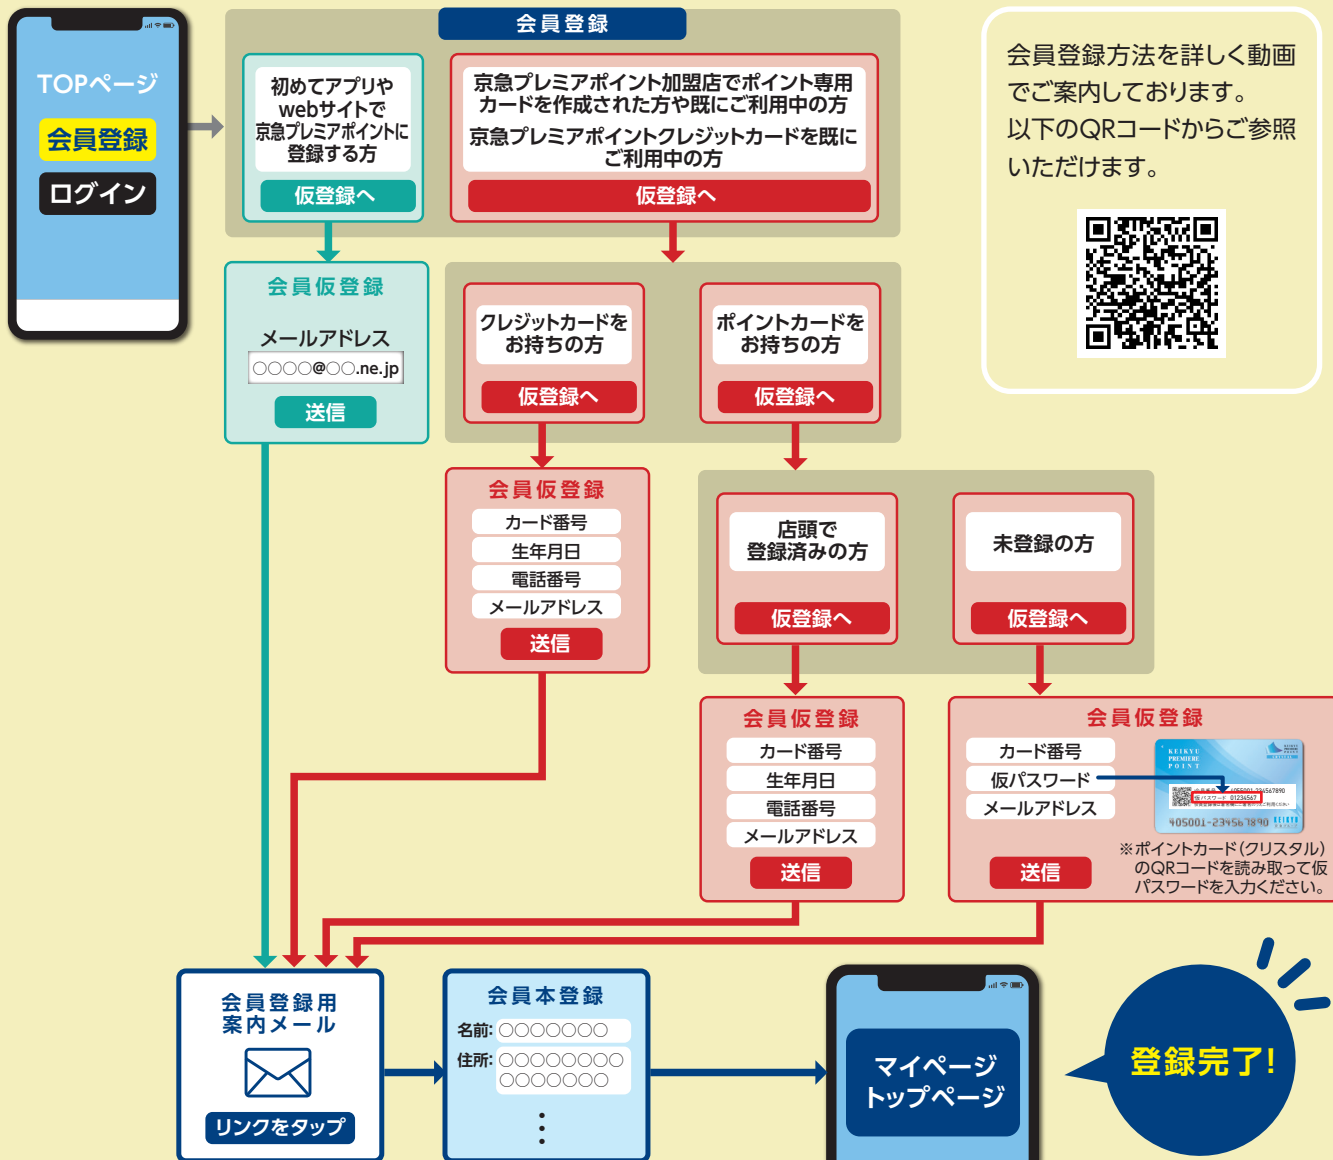 TOPページ
会員登録
ログイン
会員登録
初めてアプリや
webサイトで
京急プレミアポイントに
登録する方
仮登録へ
京急プレミアポイント加盟店でポイント専用
カードを作成された方や既にご利用中の方
京急プレミアポイントクレジットカードを既に
ご利用中の方
仮登録へ
会員登録方法を詳しく動画
でご案内しております。
以下のQRコードからご参照
いただけます。
会員仮登録
メールアドレス
○○○○@○○.ne.jp
送信
クレジットカードを
お持ちの方
仮登録へ
ポイントカードを
お持ちの方
仮登録へ
会員仮登録
カード番号
生年月日
電話番号
メールアドレス
送信
店頭で
登録済みの方
仮登録へ
未登録の方
仮登録へ
会員仮登録
カード番号
生年月日
電話番号
メールアドレス
送信
会員仮登録
カード番号
仮パスワード
メールアドレス
送信
KEIKYU
PREMIERE
POINT
仮パスワード 01234567
405001-234567890
KEIKYU
※ポイントカード(クリスタル)
のQRコードを読み取って仮
パスワードを入力ください。
会員登録用
案内メール
リンクをタップ
会員本登録
名前:○○○○○○○
住所:○○○○○○○○
○○○○○○○
マイページ
トップページ
登録完了!